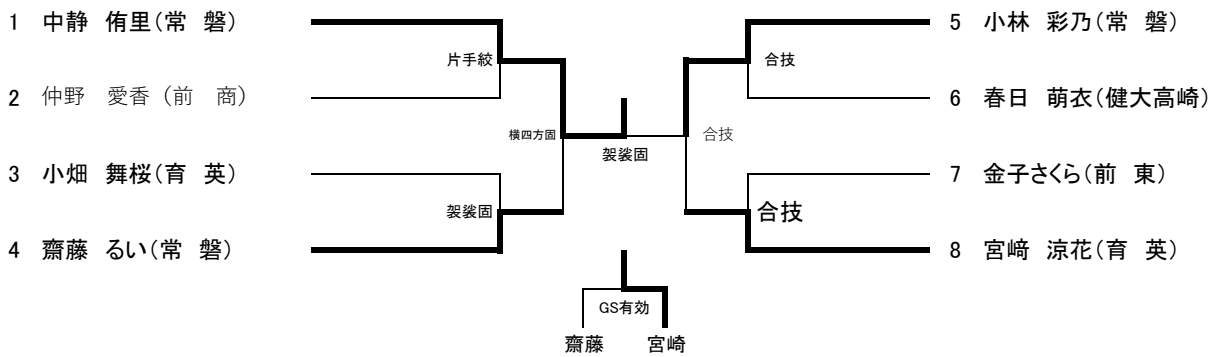 1 中静 侑里(常 磐)
片手絞
2 仲野 愛香(前 商)
横四方固
3 小畑 舞桜(育 英)
袈裟固
4 齋藤 るい(常 磐)
袈裟固
5 小林 彩乃(常 磐)
合技
6 春日 萌衣(健大高崎)
合技
7 金子さくら(前 東)
合技
8 宮﨑 涼花(育 英)
GS有効
齋藤 宮崎